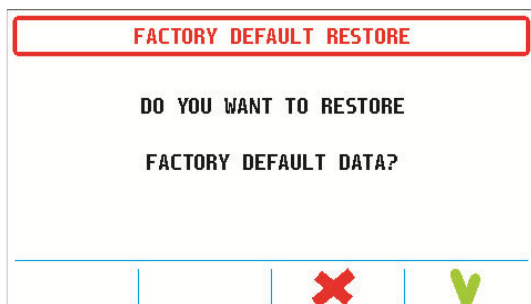 FACTORY DEFAULT RESTORE
DO YOU WANT TO RESTORE
FACTORY DEFAULT DATA?